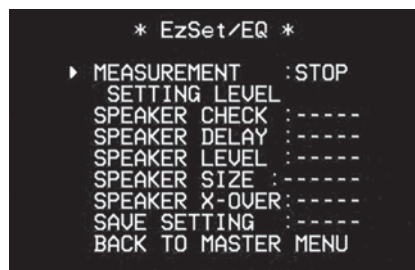 * EzSet/EQ *
▶ MEASUREMENT :STOP
SETTING LEVEL
SPEAKER CHECK :-----
SPEAKER DELAY :-----
SPEAKER LEVEL :-----
SPEAKER SIZE :------
SPEAKER X-OVER:-----
SAVE SETTING :-----
BACK TO MASTER MENU